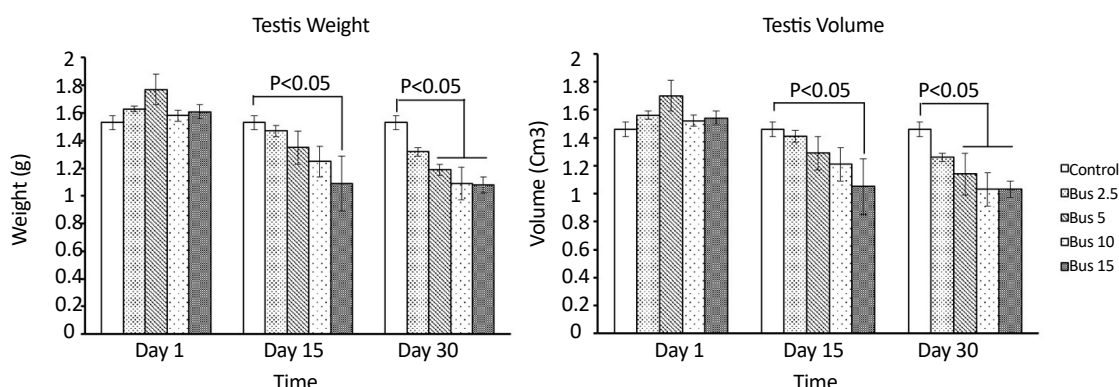 Testis Weight
2
1.8
1.6
1.4
1.2
1
0.8
0.6
0.4
0.2
0
Weight (g)
P<0.05
P<0.05
Day 1
Day 15
Day 30
Time
Testis Volume
2
1.8
1.6
1.4
1.2
1
0.8
0.6
0.4
0.2
0
Volume (Cm3)
P<0.05
P<0.05
Day 1
Day 15
Day 30
Time
Control
Bus 2.5
Bus 5
Bus 10
Bus 15